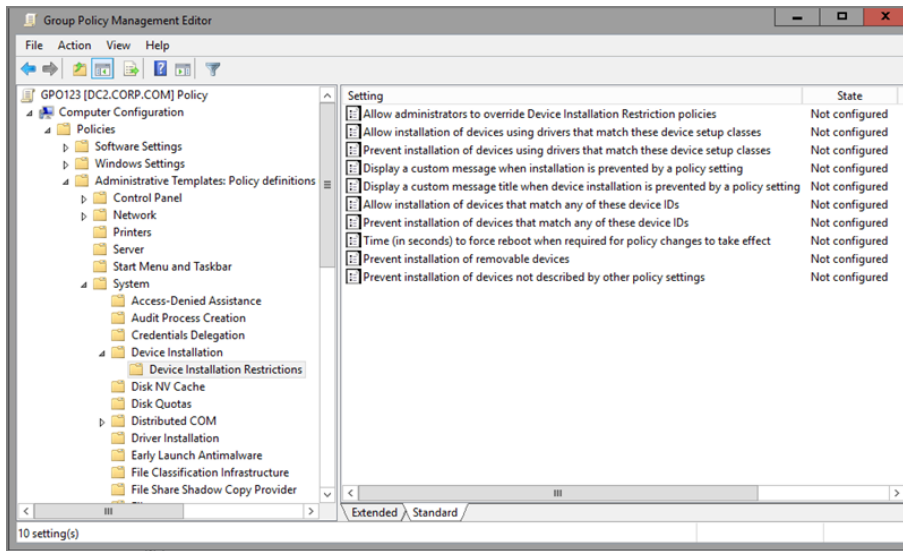 Group Policy Management Editor
File Action View Help
GPO123 [DC2.CORP.COM] Policy
Computer Configuration
Policies
Software Settings
Windows Settings
Administrative Templates: Policy definitions
Control Panel
Network
Printers
Server
Start Menu and Taskbar
System
Access-Denied Assistance
Audit Process Creation
Credentials Delegation
Device Installation
Device Installation Restrictions
Disk NV Cache
Disk Quotas
Distributed COM
Driver Installation
Early Launch Antimalware
File Classification Infrastructure
File Share Shadow Copy Provider
Setting State
Allow administrators to override Device Installation Restriction policies Not configured
Allow installation of devices using drivers that match these device setup classes Not configured
Prevent installation of devices using drivers that match these device setup classes Not configured
Display a custom message when installation is prevented by a policy setting Not configured
Display a custom message title when device installation is prevented by a policy setting Not configured
Allow installation of devices that match any of these device IDs Not configured
Prevent installation of devices that match any of these device IDs Not configured
Time (in seconds) to force reboot when required for policy changes to take effect Not configured
Prevent installation of removable devices Not configured
Prevent installation of devices not described by other policy settings Not configured
Extended Standard
10 setting(s)